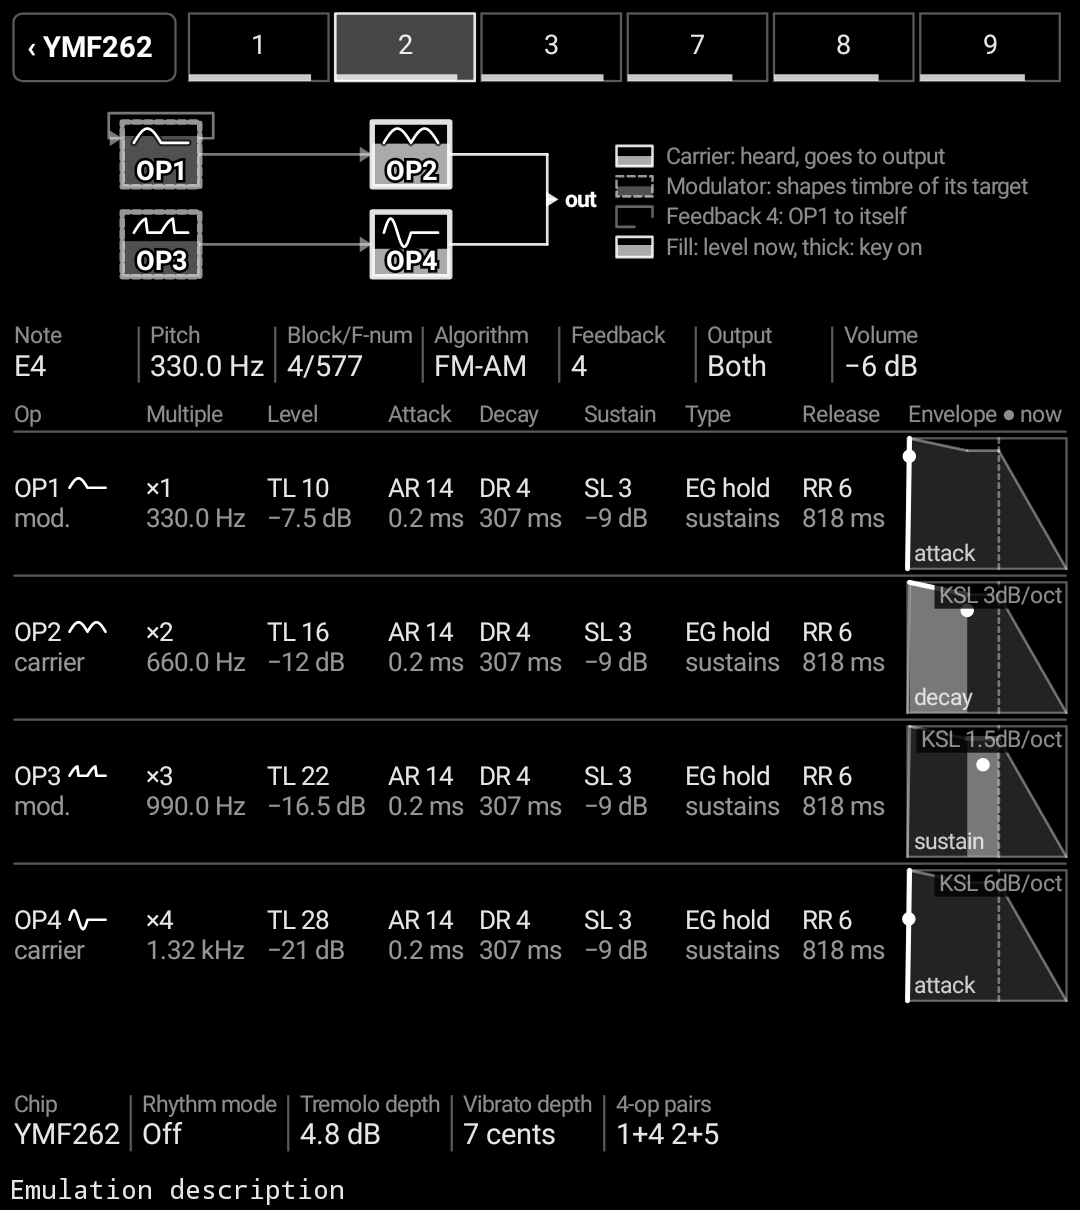 ‹ YMF262 1 2 3 7 8 9
OP1 OP2
OP3 OP4
out
Carrier: heard, goes to output
Modulator: shapes timbre of its target
Feedback 4: OP1 to itself
Fill: level now, thick: key on
Note Pitch Block/F-num Algorithm Feedback Output Volume
E4 330.0 Hz 4/577 FM-AM 4 Both −6 dB
Op Multiple Level Attack Decay Sustain Type Release Envelope ● now
OP1 ×1 TL 10 AR 14 DR 4 SL 3 EG hold RR 6
mod. 330.0 Hz −7.5 dB 0.2 ms 307 ms −9 dB sustains 818 ms
attack
KSL 3dB/oct
OP2 ×2 TL 16 AR 14 DR 4 SL 3 EG hold RR 6
carrier 660.0 Hz −12 dB 0.2 ms 307 ms −9 dB sustains 818 ms
decay
KSL 1.5dB/oct
OP3 ×3 TL 22 AR 14 DR 4 SL 3 EG hold RR 6
mod. 990.0 Hz −16.5 dB 0.2 ms 307 ms −9 dB sustains 818 ms
sustain
KSL 6dB/oct
OP4 ×4 TL 28 AR 14 DR 4 SL 3 EG hold RR 6
carrier 1.32 kHz −21 dB 0.2 ms 307 ms −9 dB sustains 818 ms
attack
Chip Rhythm mode Tremolo depth Vibrato depth 4-op pairs
YMF262 Off 4.8 dB 7 cents 1+4 2+5
Emulation description